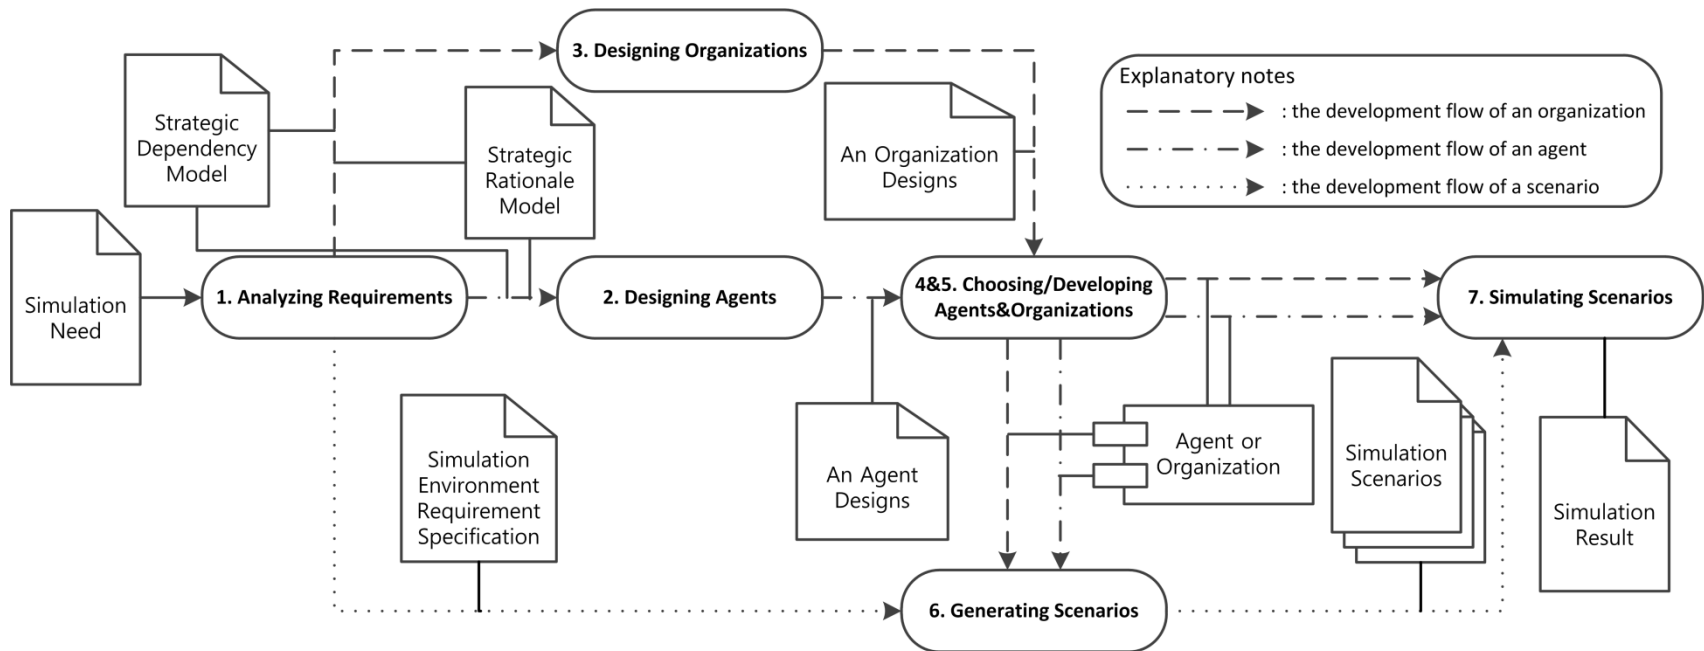 3. Designing Organizations
Explanatory notes
: the development flow of an organization
: the development flow of an agent
: the development flow of a scenario
Strategic
Dependency
Model
Strategic
Rationale
Model
An Organization
Designs
Simulation
Need
1. Analyzing Requirements
2. Designing Agents
4&5. Choosing/Developing
Agents&Organizations
7. Simulating Scenarios
Simulation
Environment
Requirement
Specification
An Agent
Designs
Agent or
Organization
Simulation
Scenarios
Simulation
Result
6. Generating Scenarios